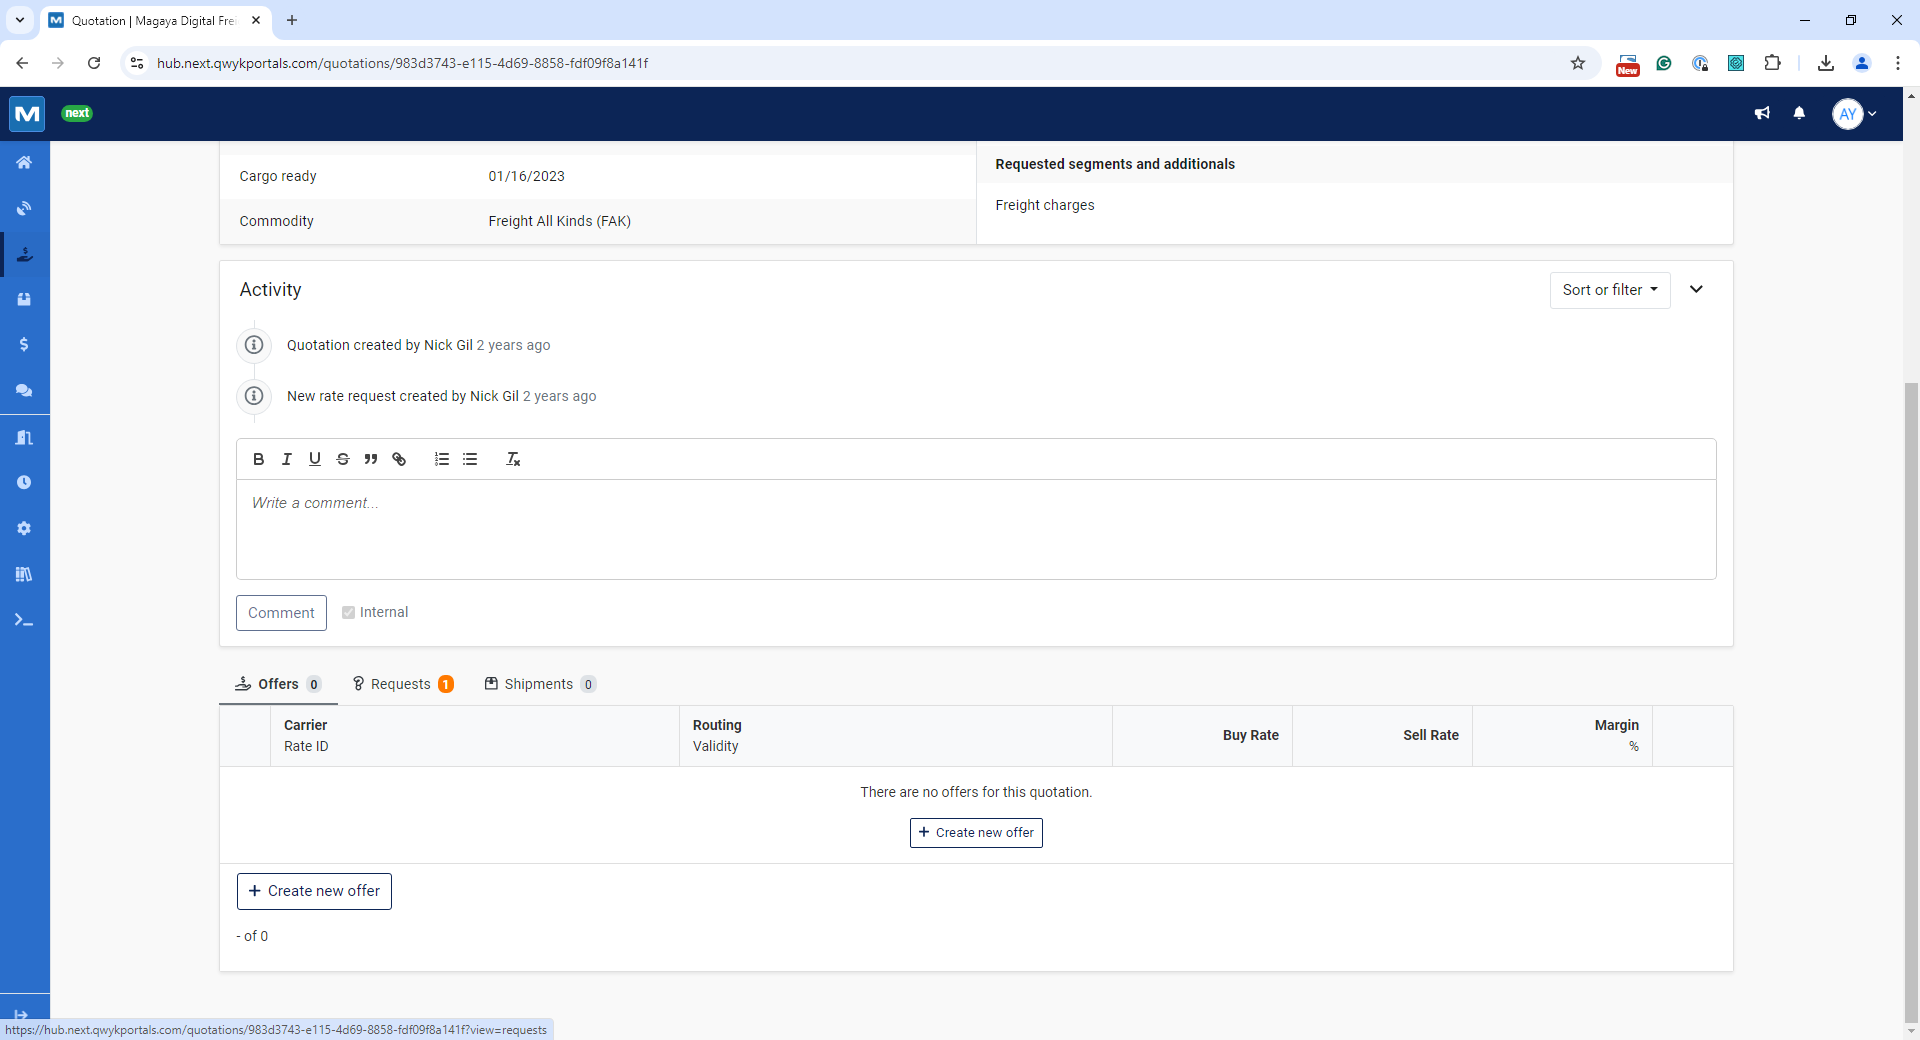 Quotation | Magaya Digital Frei
hub.next.qwykportals.com/quotations/983d3743-e115-4d69-8858-fdf09f8a141f
New
next
AY
Requested segments and additionals
Cargo ready 01/16/2023
Freight charges
Commodity Freight All Kinds (FAK)
Activity
Sort or filter
Quotation created by Nick Gil 2 years ago
New rate request created by Nick Gil 2 years ago
B I U S
Write a comment...
Comment Internal
Offers 0 Requests 1 Shipments 0
Carrier Routing Buy Rate Sell Rate Margin
Rate ID Validity %
There are no offers for this quotation.
+ Create new offer
+ Create new offer
- of 0
https://hub.next.qwykportals.com/quotations/983d3743-e115-4d69-8858-fdf09f8a141f?view=requests